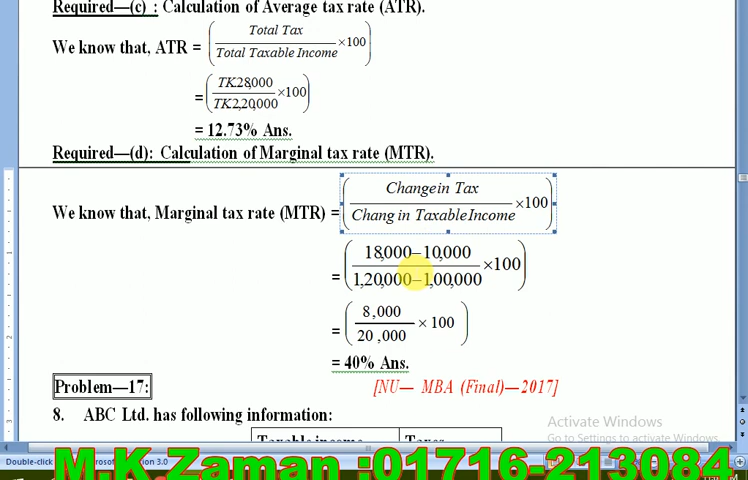 Required—(c) : Calculation of Average tax rate (ATR).
We know that, ATR = (Total Tax / Total Taxable Income ×100)
= (TK28,000 / TK2,20,000 ×100)
= 12.73% Ans.
Required—(d): Calculation of Marginal tax rate (MTR).
We know that, Marginal tax rate (MTR) = (Changein Tax / Chang in TaxableIncome ×100)
= (18,000–10,000 / 1,20,000–1,00,000 ×100)
= (8,000 / 20,000 × 100)
= 40% Ans.
Problem—17: [NU— MBA (Final)—2017]
8. ABC Ltd. has following information:
Taxable income Taxes
Activate Windows
Go to Settings to activate Windows.
Double-click
M.K Zaman :01716-213084